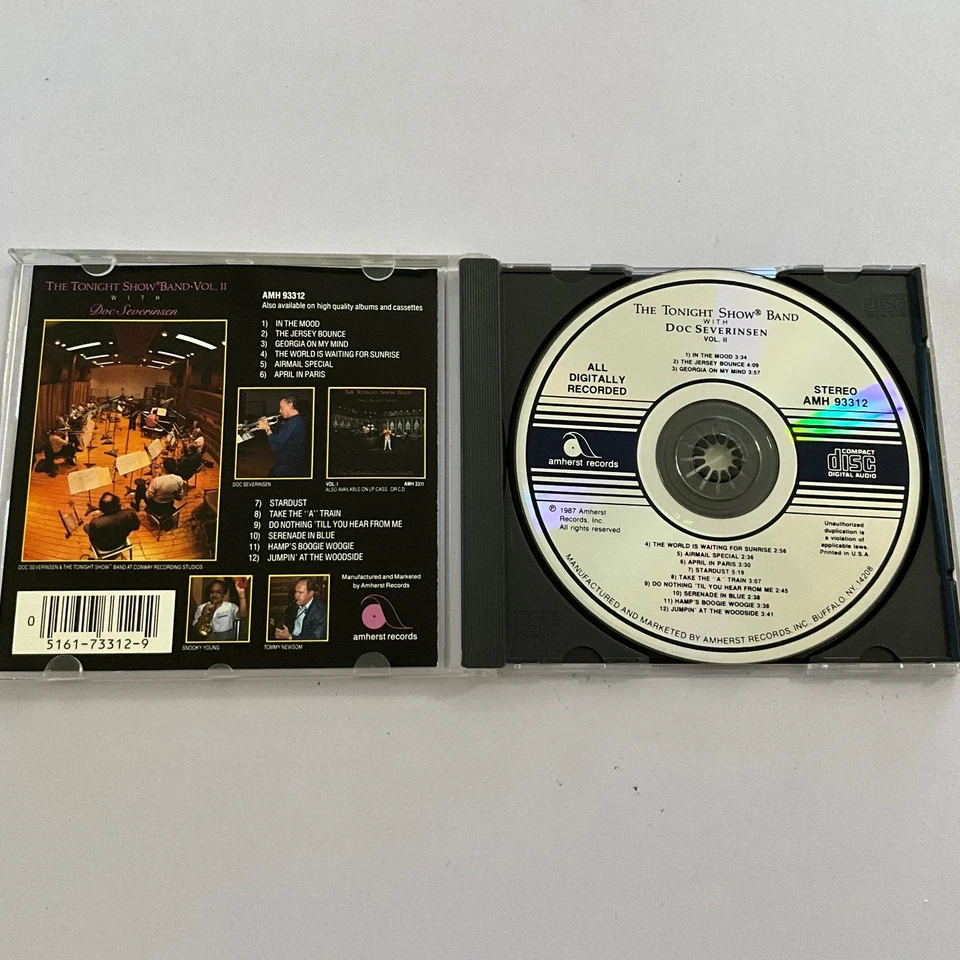 THE TONIGHT SHOW® BAND·VOL. II
WITH
Doc Severinsen
AMH 93312
Also available on high quality albums and cassettes
1) IN THE MOOD
2) THE JERSEY BOUNCE
3) GEORGIA ON MY MIND
4) THE WORLD IS WAITING FOR SUNRISE
5) AIRMAIL SPECIAL
6) APRIL IN PARIS
THE TONIGHT SHOW BAND
DOC SEVERINSEN
VOL. I AMH 3311
ALSO AVAILABLE ON LP CASS. OR CD
7) STARDUST
8) TAKE THE "A" TRAIN
9) DO NOTHING 'TILL YOU HEAR FROM ME
10) SERENADE IN BLUE
11) HAMP'S BOOGIE WOOGIE
12) JUMPIN' AT THE WOODSIDE
DOC SEVERINSEN & THE TONIGHT SHOW® BAND AT CONWAY RECORDING STUDIOS
Manufactured and Marketed
by Amherst Records
amherst records
0
5161-73312-9
SNOOKY YOUNG
TOMMY NEWSOM
THE TONIGHT SHOW® BAND
WITH
DOC SEVERINSEN
VOL. II
1) IN THE MOOD 3:34
2) THE JERSEY BOUNCE 4:09
3) GEORGIA ON MY MIND 3:57
ALL
DIGITALLY
RECORDED
STEREO
AMH 93312
amherst records
COMPACT
disc
DIGITAL AUDIO
℗ 1987 Amherst
Records, Inc.
All rights reserved
Unauthorized
duplication is
a violation of
applicable laws.
Printed in U.S.A.
4) THE WORLD IS WAITING FOR SUNRISE 2:56
5) AIRMAIL SPECIAL 2:36
6) APRIL IN PARIS 3:30
7) STARDUST 5:19
8) TAKE THE "A" TRAIN 3:07
9) DO NOTHING 'TIL YOU HEAR FROM ME 2:45
10) SERENADE IN BLUE 2:38
11) HAMP'S BOOGIE WOOGIE 3:38
12) JUMPIN' AT THE WOODSIDE 3:41
MANUFACTURED AND MARKETED BY AMHERST RECORDS, INC., BUFFALO, NY. 14208